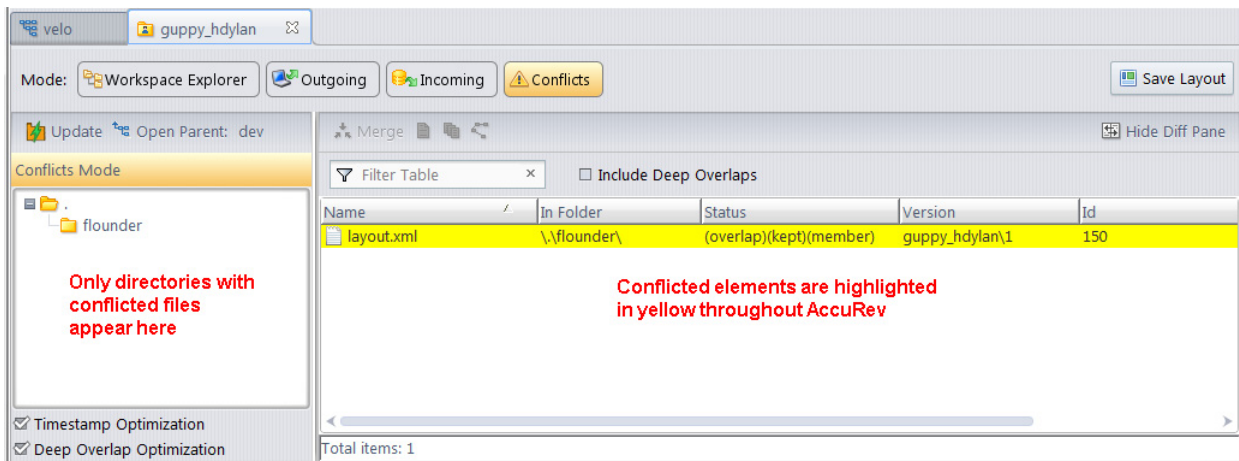 velo guppy_hdylan
Mode: Workspace Explorer Outgoing Incoming Conflicts Save Layout
Update Open Parent: dev Merge Hide Diff Pane
Conflicts Mode
Filter Table × Include Deep Overlaps
.
flounder
Name In Folder Status Version Id
layout.xml \.\flounder\ (overlap)(kept)(member) guppy_hdylan\1 150
Only directories with
conflicted files
appear here
Conflicted elements are highlighted
in yellow throughout AccuRev
Timestamp Optimization
Deep Overlap Optimization
Total items: 1